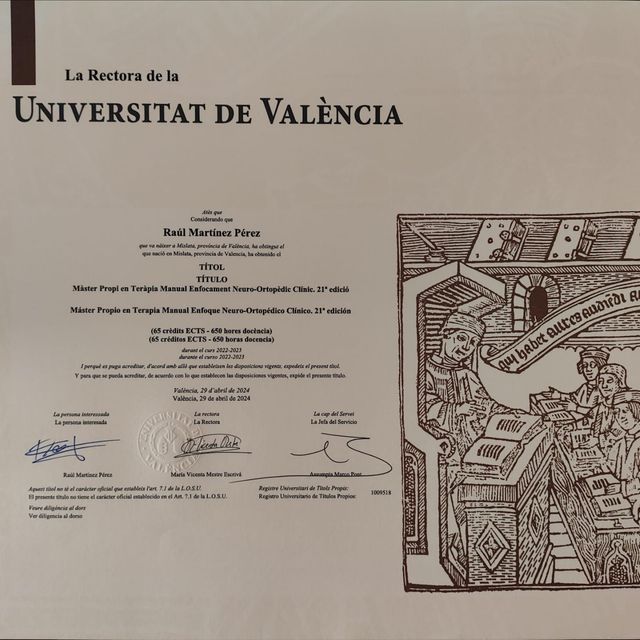 La Rectora de la
UNIVERSITAT DE VALÈNCIA
Atès que
Considerando que
Raúl Martínez Pérez
que va nàixer a Mislata, província de València, ha obtingut el
que nació en Mislata, provincia de Valencia, ha obtenido el
TÍTOL
TÍTULO
Màster Propi en Teràpia Manual Enfocament Neuro-Ortopèdic Clínic. 21ª edició
Máster Propio en Terapia Manual Enfoque Neuro-Ortopédico Clínico. 21ª edición
(65 crèdits ECTS - 650 hores docència)
(65 créditos ECTS - 650 horas docencia)
durant el curs 2022-2023
durante el curso 2022-2023
I perquè es puga acreditar, d'acord amb allò que estableixen les disposicions vigents, expedeix el present títol.
Y para que se pueda acreditar, de acuerdo con lo que establecen las disposiciones vigentes, expide el presente título.
València, 29 d'abril de 2024
València, 29 de abril de 2024
La persona interessada
La persona interesada
La rectora
La Rectora
La cap del Servei
La Jefa del Servicio
Raúl Martínez Pérez
María Vicenta Mestre Escrivá
Assumpta Marco Pont
Aquest títol no té el caràcter oficial que estableix l'art. 7.1 de la L.O.S.U.
El presente título no tiene el carácter oficial establecido en el Art. 7.1 de la L.O.S.U.
Registre Universitari de Títols Propis:
Registro Universitario de Títulos Propios:
1009518
Veure diligència al dors
Ver diligencia al dorso